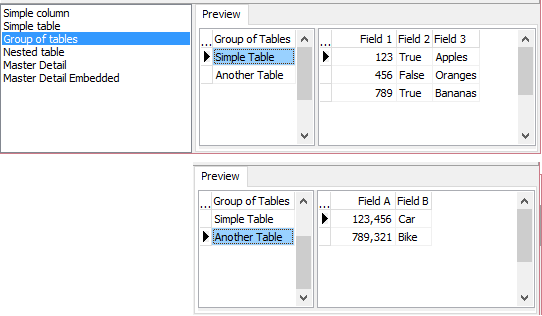 Simple column
Simple table
Group of tables
Nested table
Master Detail
Master Detail Embedded
Preview
... Group of Tables
Simple Table
Another Table
Field 1 Field 2 Field 3
123 True Apples
456 False Oranges
789 True Bananas
Preview
... Group of Tables
Simple Table
Another Table
Field A Field B
123,456 Car
789,321 Bike